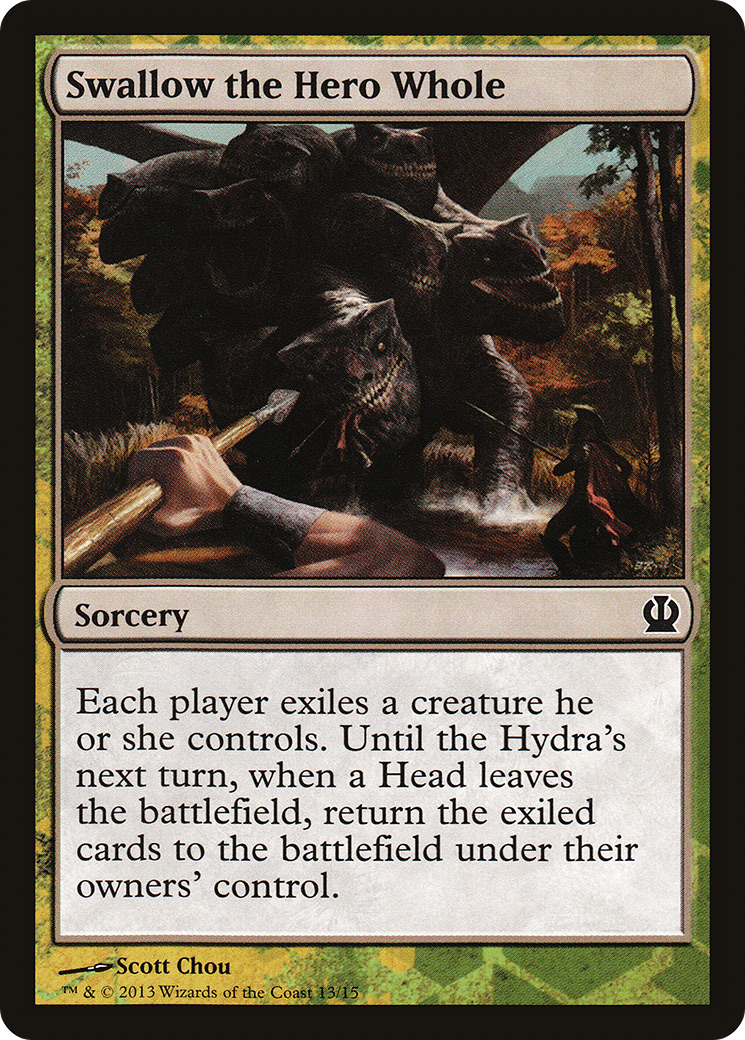 Swallow the Hero Whole
Sorcery
Each player exiles a creature he
or she controls. Until the Hydra's
next turn, when a Head leaves
the battlefield, return the exiled
cards to the battlefield under their
owners' control.
Scott Chou
™ & © 2013 Wizards of the Coast 13/15